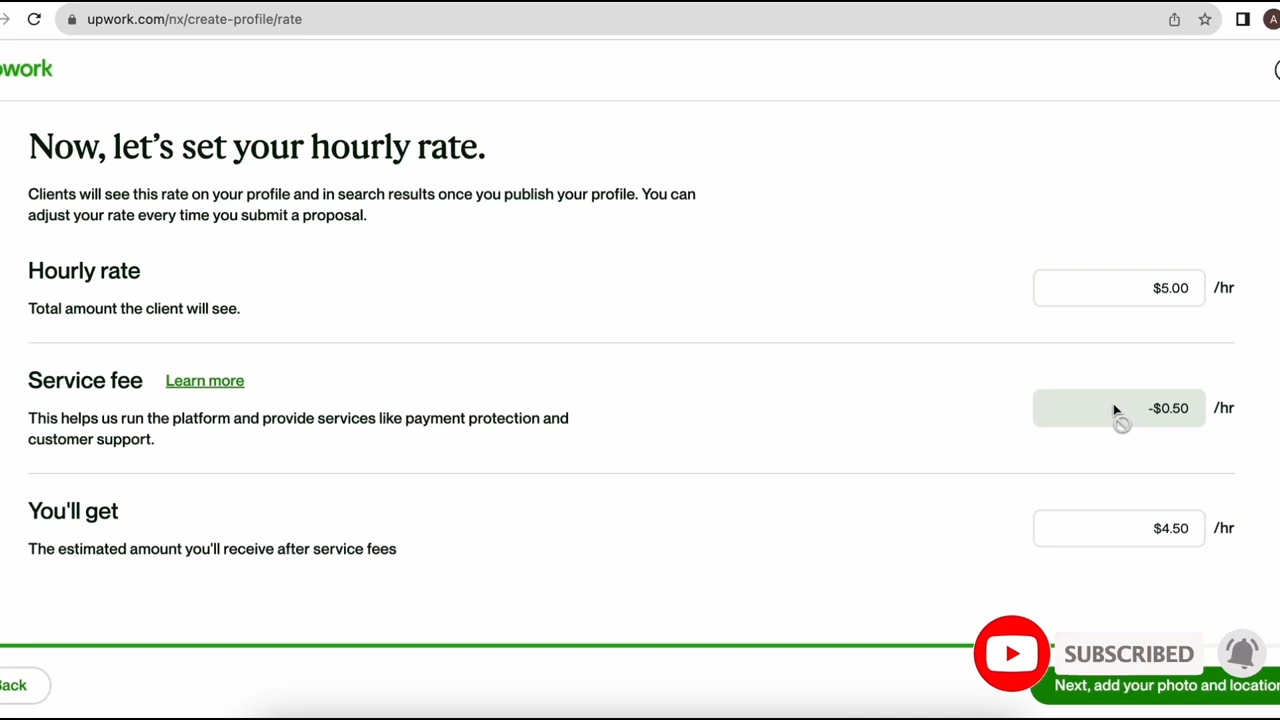 upwork.com/nx/create-profile/rate
A
pwork
Now, let's set your hourly rate.
Clients will see this rate on your profile and in search results once you publish your profile. You can
adjust your rate every time you submit a proposal.
Hourly rate
$5.00 /hr
Total amount the client will see.
Service fee Learn more
-$0.50 /hr
This helps us run the platform and provide services like payment protection and
customer support.
You'll get
$4.50 /hr
The estimated amount you'll receive after service fees
SUBSCRIBED
Back
Next, add your photo and location